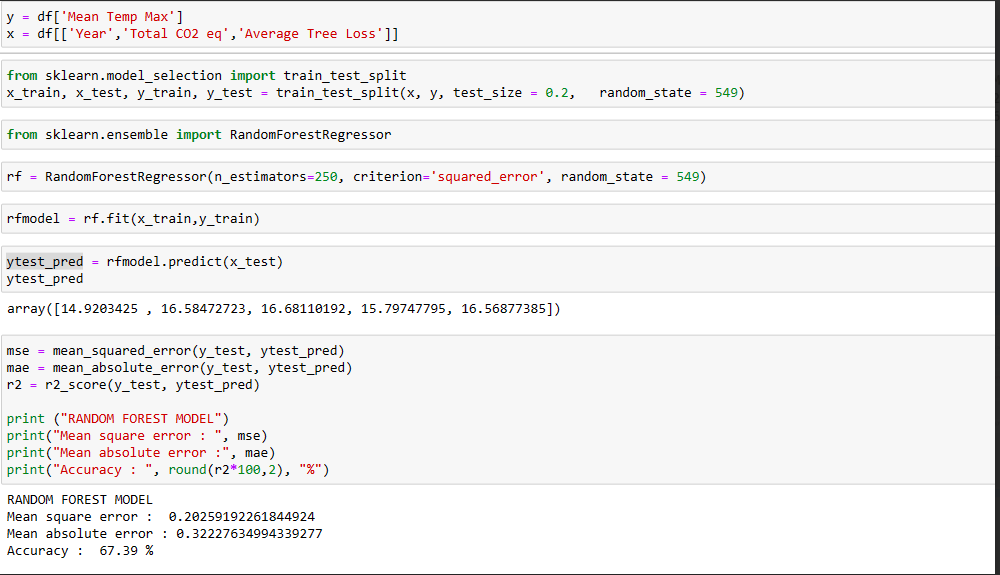 y = df['Mean Temp Max']
x = df[['Year','Total CO2 eq','Average Tree Loss']]
from sklearn.model_selection import train_test_split
x_train, x_test, y_train, y_test = train_test_split(x, y, test_size = 0.2,   random_state = 549)
from sklearn.ensemble import RandomForestRegressor
rf = RandomForestRegressor(n_estimators=250, criterion='squared_error', random_state = 549)
rfmodel = rf.fit(x_train,y_train)
ytest_pred = rfmodel.predict(x_test)
ytest_pred
array([14.9203425 , 16.58472723, 16.68110192, 15.79747795, 16.56877385])
mse = mean_squared_error(y_test, ytest_pred)
mae = mean_absolute_error(y_test, ytest_pred)
r2 = r2_score(y_test, ytest_pred)
print ("RANDOM FOREST MODEL")
print("Mean square error : ", mse)
print("Mean absolute error :", mae)
print("Accuracy : ", round(r2*100,2), "%")
RANDOM FOREST MODEL
Mean square error :  0.20259192261844924
Mean absolute error : 0.32227634994339277
Accuracy :  67.39 %